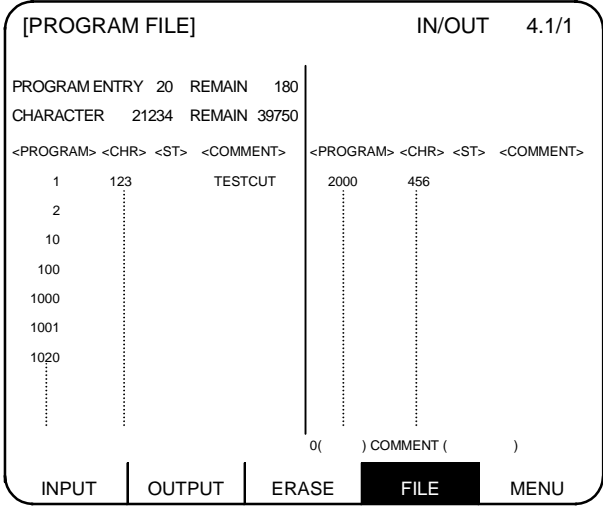 [PROGRAM FILE] IN/OUT 4.1/1
PROGRAM ENTRY 20 REMAIN 180
CHARACTER 21234 REMAIN 39750
<PROGRAM> <CHR> <ST> <COMMENT> <PROGRAM> <CHR> <ST> <COMMENT>
1 123 TESTCUT 2000 456
2
10
100
1000
1001
1020
0( ) COMMENT ( )
INPUT OUTPUT ERASE FILE MENU